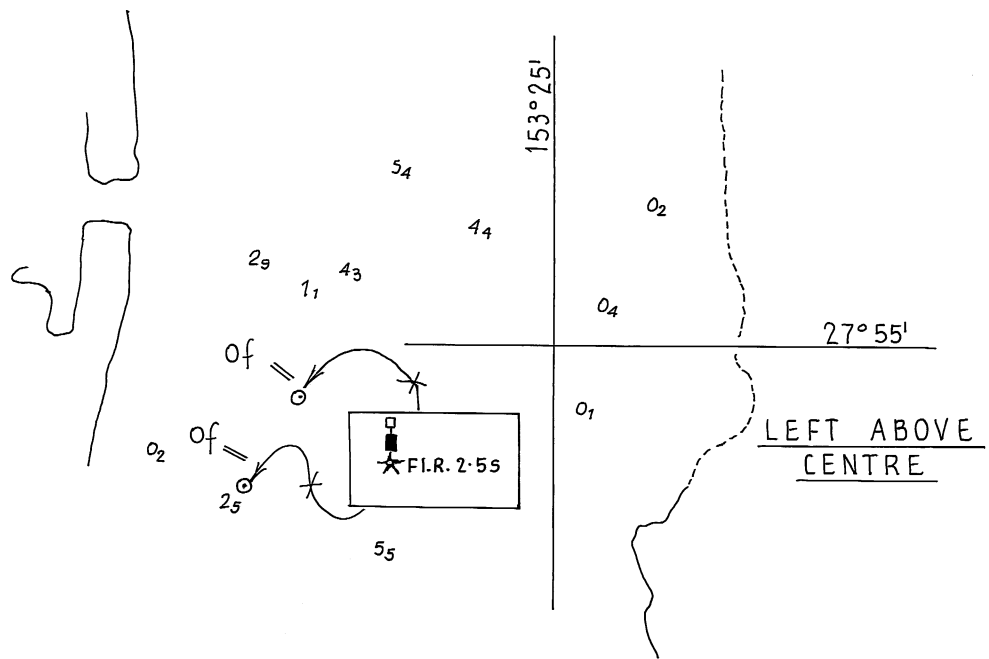 153°25'
5₄
4₄
0₂
2₉
1₁
4₃
0₄
27°55'
Of
0₁
LEFT ABOVE
CENTRE
Of
0₂
Fl.R. 2·5s
2₅
5₅